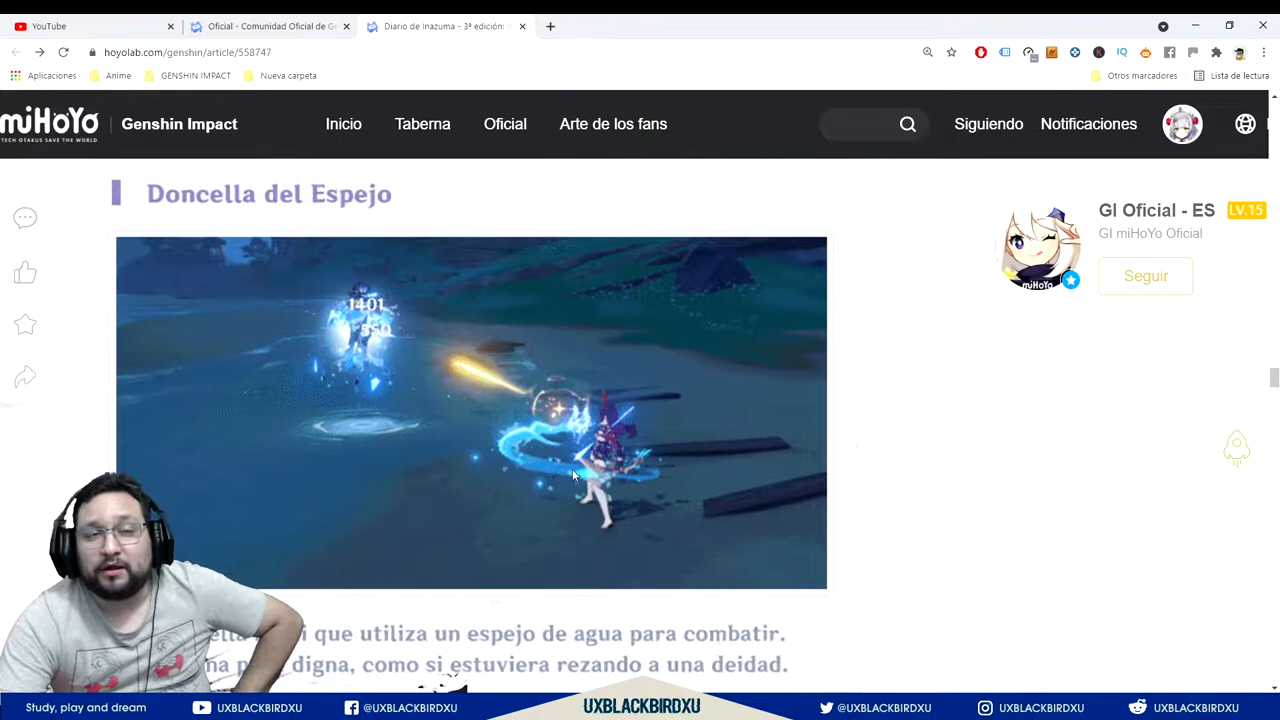 YouTube
Oficial - Comunidad Oficial de Ge
Diario de Inazuma - 3ª edición:
hoyolab.com/genshin/article/558747
Aplicaciones
Anime
GENSHIN IMPACT
Nueva carpeta
Otros marcadores
Lista de lectura
miHoYo
TECH OTAKUS SAVE THE WORLD
Genshin Impact
Inicio
Taberna
Oficial
Arte de los fans
Siguiendo
Notificaciones
Doncella del Espejo
GI Oficial - ES
LV.15
GI miHoYo Oficial
Seguir
miHoYo
1401
550
que utiliza un espejo de agua para combatir.
digna, como si estuviera rezando a una deidad.
Study, play and dream
UXBLACKBIRDXU
@UXBLACKBIRDXU
UXBLACKBIRDXU
@UXBLACKBIRDXU
UXBLACKBIRDXU
UXBLACKBIRDXU